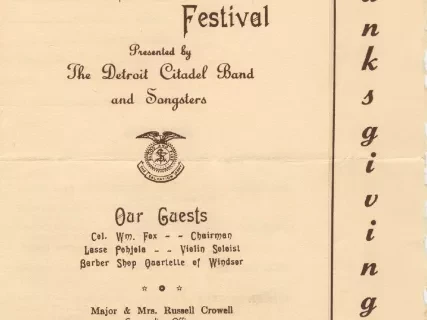 Festival
Presented by
The Detroit Citadel Band
and Songsters
Our Guests
Col. Wm. Fox - - Chairman
Lasse Pohjola - - Violin Soloist
Barber Shop Quartette of Windsor
Major & Mrs. Russell Crowell
anksgiving